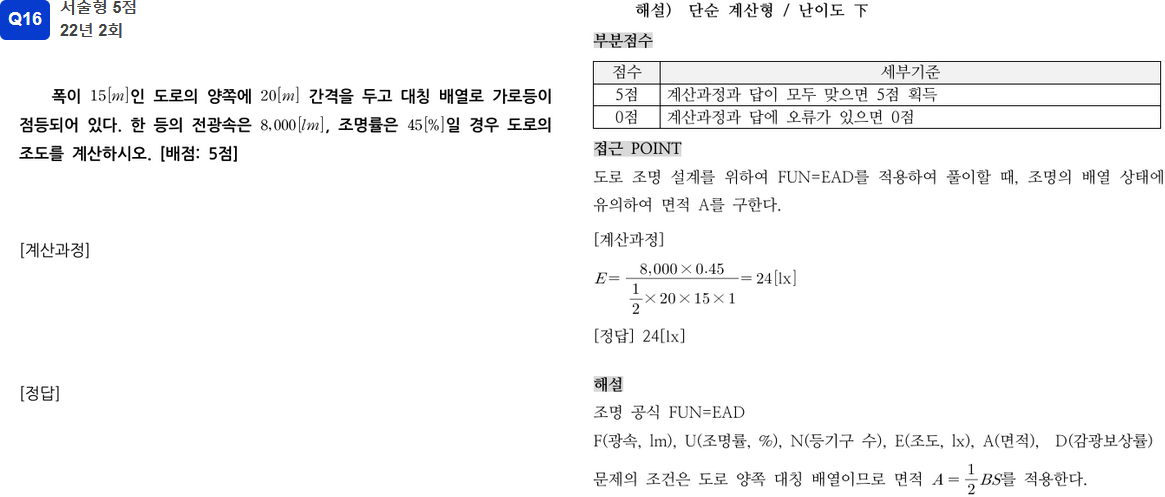 Q16
서술형 5점
22년 2회
폭이 15[m]인 도로의 양쪽에 20[m] 간격을 두고 대칭 배열로 가로등이
점등되어 있다. 한 등의 전광속은 8,000[lm], 조명률은 45[%]일 경우 도로의
조도를 계산하시오. [배점: 5점]
[계산과정]
[정답]
해설) 단순 계산형 / 난이도 下
부분점수
점수 세부기준
5점 계산과정과 답이 모두 맞으면 5점 획득
0점 계산과정과 답에 오류가 있으면 0점
접근 POINT
도로 조명 설계를 위하여 FUN=EAD를 적용하여 풀이할 때, 조명의 배열 상태에
유의하여 면적 A를 구한다.
[계산과정]
E = \frac{8,000×0.45}{\frac{1}{2}×20×15×1} = 24[lx]
[정답] 24[lx]
해설
조명 공식 FUN=EAD
F(광속, lm), U(조명률, %), N(등기구 수), E(조도, lx), A(면적), D(감광보상률)
문제의 조건은 도로 양쪽 대칭 배열이므로 면적 A = \frac{1}{2}BS를 적용한다.